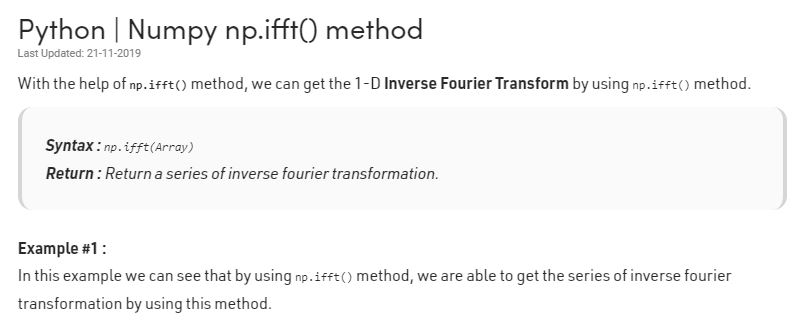 Python | Numpy np.ifft() method
Last Updated: 21-11-2019
With the help of np.ifft() method, we can get the 1-D Inverse Fourier Transform by using np.ifft() method.
Syntax : np.ifft(Array)
Return : Return a series of inverse fourier transformation.
Example #1 :
In this example we can see that by using np.ifft() method, we are able to get the series of inverse fourier
transformation by using this method.